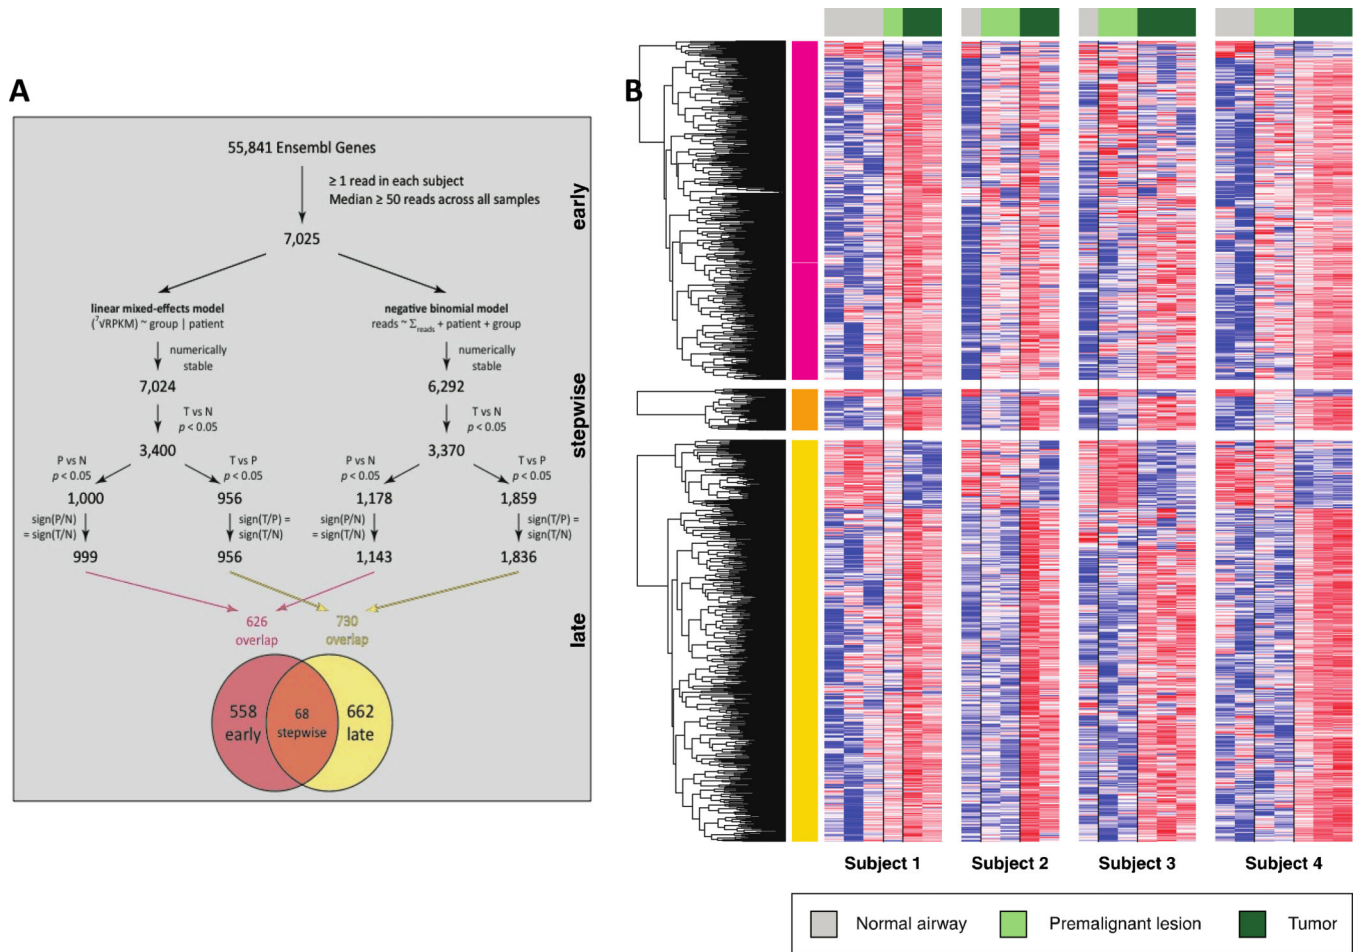 A
55,841 Ensembl Genes
≥ 1 read in each subject
Median ≥ 50 reads across all samples
7,025
linear mixed-effects model
(⁷√RPKM) ~ group | patient
negative binomial model
reads ~ Σreads + patient + group
numerically
stable
numerically
stable
7,024
6,292
T vs N
p < 0.05
T vs N
p < 0.05
3,400
3,370
P vs N
p < 0.05
T vs P
p < 0.05
P vs N
p < 0.05
T vs P
p < 0.05
1,000
956
1,178
1,859
sign(P/N)
= sign(T/N)
sign(T/P) =
sign(T/N)
sign(P/N)
= sign(T/N)
sign(T/P) =
sign(T/N)
999
956
1,143
1,836
626
overlap
730
overlap
558
early
68
stepwise
662
late
B
early
stepwise
late
Subject 1
Subject 2
Subject 3
Subject 4
Normal airway
Premalignant lesion
Tumor